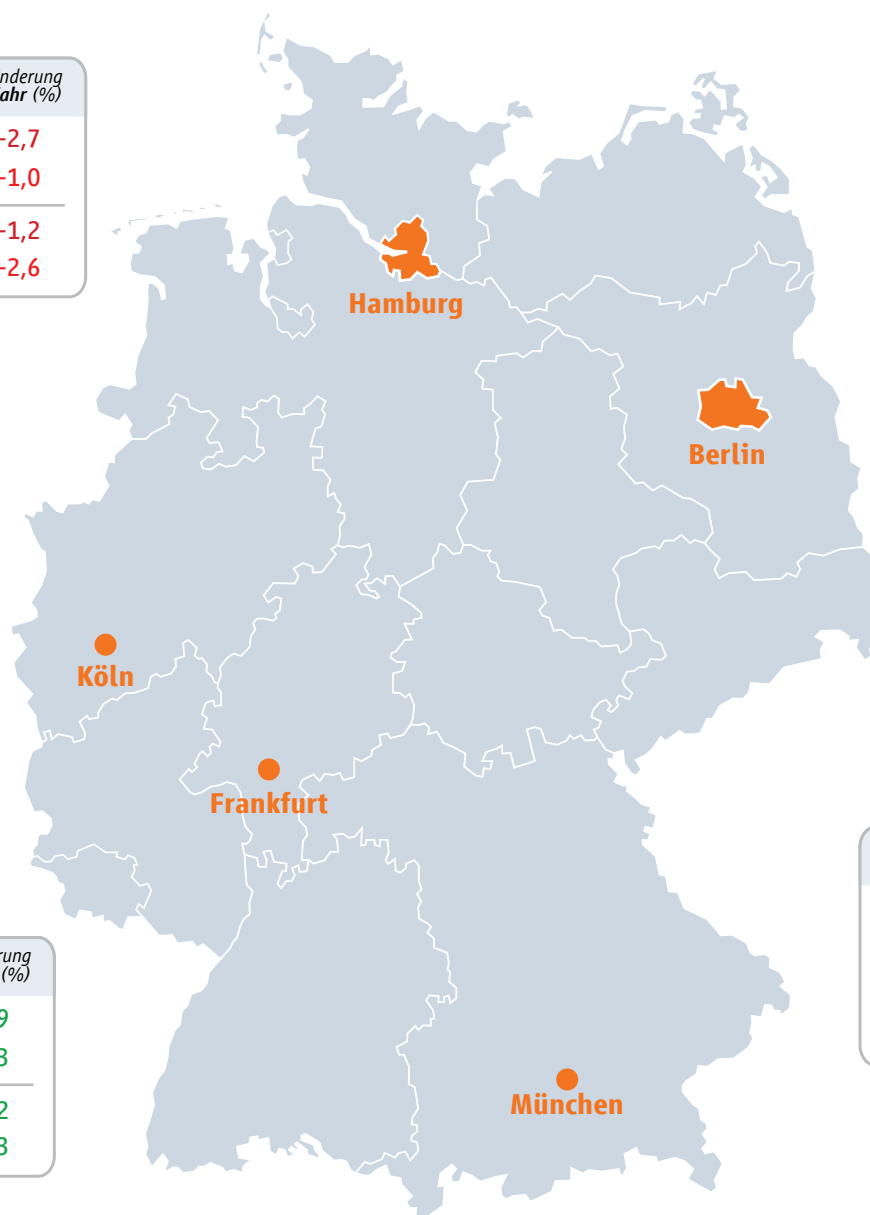 nderung
ahr (%)
-2,7
-1,0
-1,2
-2,6
Hamburg
Berlin
Köln
Frankfurt
rung
(%)
9
3
2
3
München